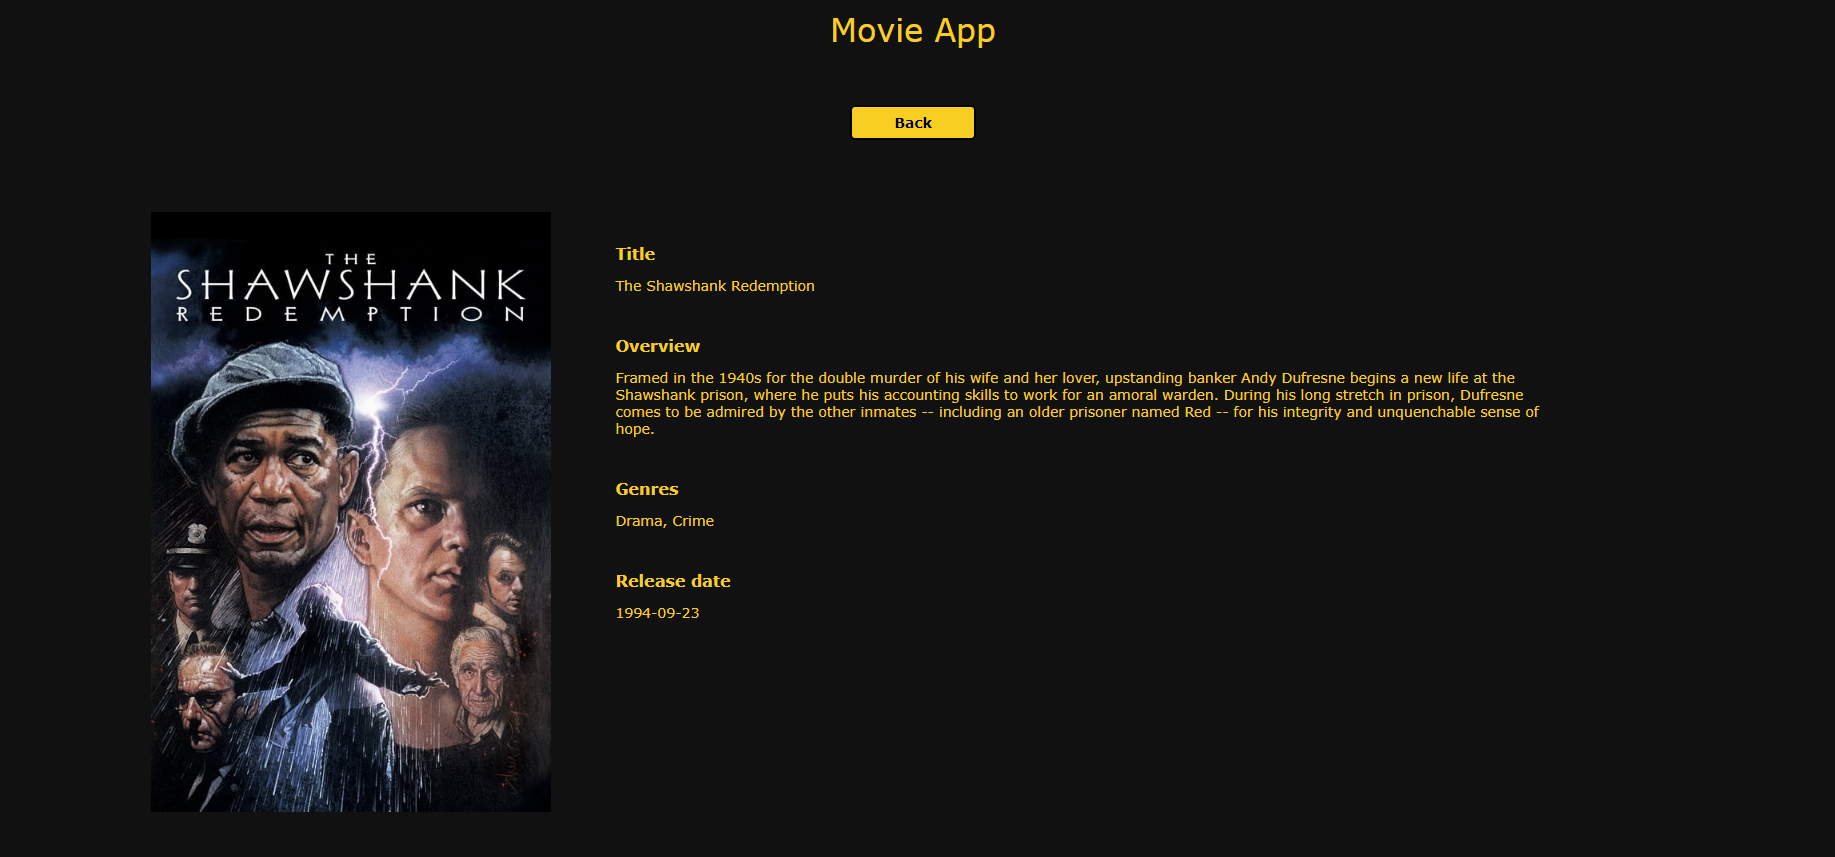 Movie App
Back
THE
SHAWSHANK
REDEMPTION
Title
The Shawshank Redemption
Overview
Framed in the 1940s for the double murder of his wife and her lover, upstanding banker Andy Dufresne begins a new life at the
Shawshank prison, where he puts his accounting skills to work for an amoral warden. During his long stretch in prison, Dufresne
comes to be admired by the other inmates -- including an older prisoner named Red -- for his integrity and unquenchable sense of
hope.
Genres
Drama, Crime
Release date
1994-09-23